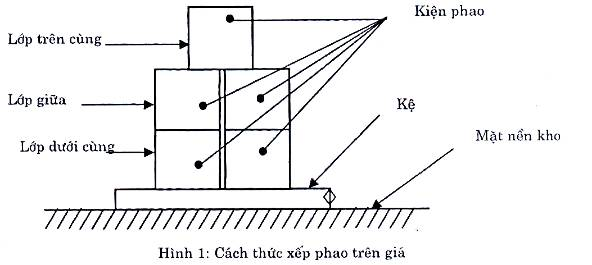 Kiện phao
Lớp trên cùng
Lớp giữa
Kệ
Lớp dưới cùng
Mặt nền kho
Hình 1: Cách thức xếp phao trên giá